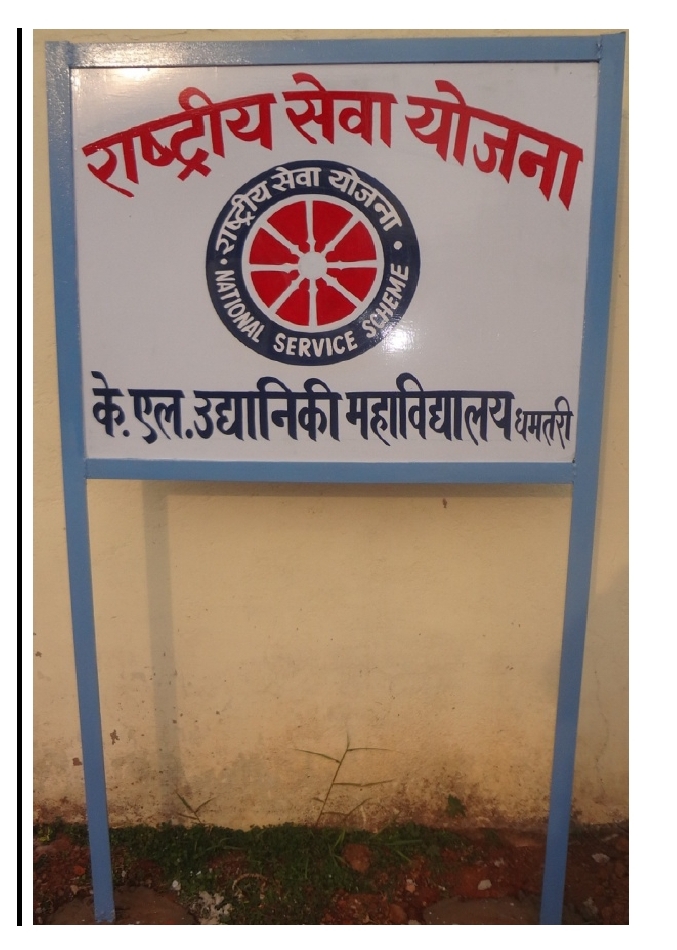 राष्ट्रीय सेवा योजना
राष्ट्रीय सेवा योजना
NATIONAL SERVICE SCHEME
के.एल.उद्यानिकी महाविद्यालय धमतरी